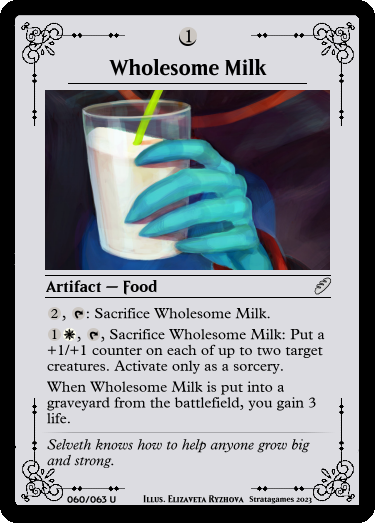 1
Wholesome Milk
Artifact — Food
2, : Sacrifice Wholesome Milk.
1 , , Sacrifice Wholesome Milk: Put a
+1/+1 counter on each of up to two target
creatures. Activate only as a sorcery.
When Wholesome Milk is put into a
graveyard from the battlefield, you gain 3
life.
Selveth knows how to help anyone grow big
and strong.
060/063 U Illus. Elizaveta Ryzhova Stratagames 2023